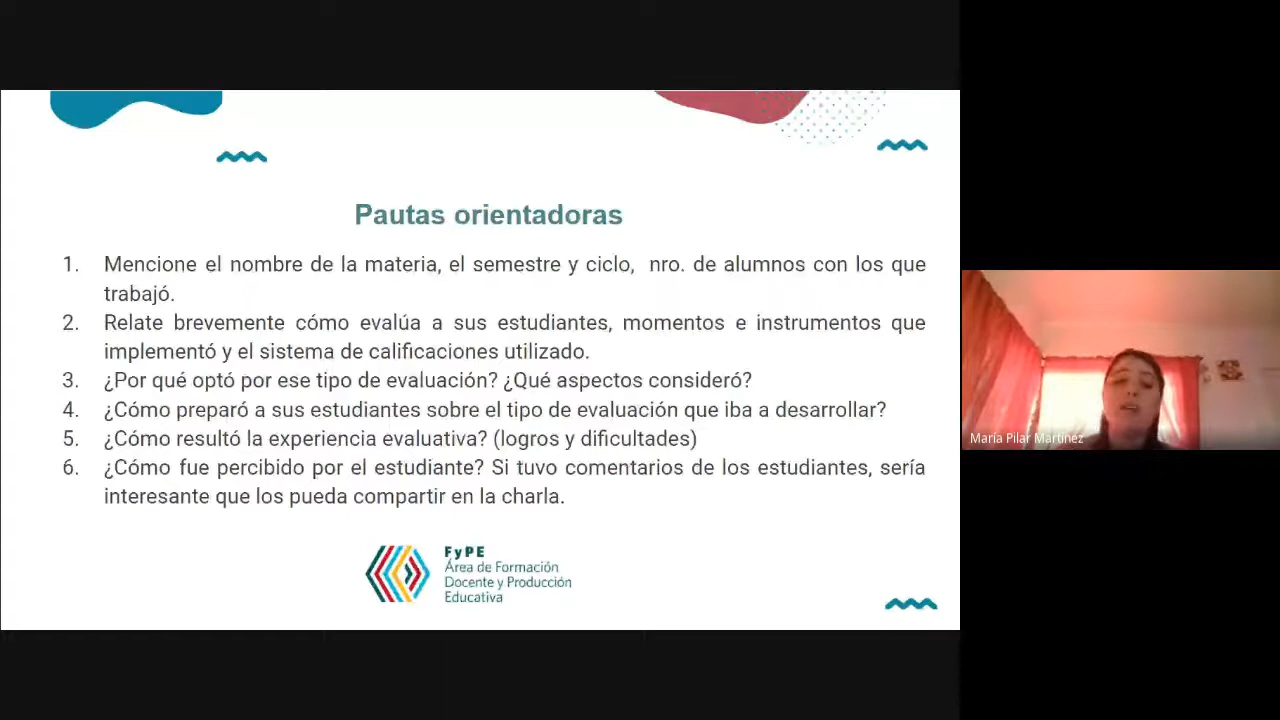 Pautas orientadoras
1. Mencione el nombre de la materia, el semestre y ciclo, nro. de alumnos con los que
trabajó.
2. Relate brevemente cómo evalúa a sus estudiantes, momentos e instrumentos que
implementó y el sistema de calificaciones utilizado.
3. ¿Por qué optó por ese tipo de evaluación? ¿Qué aspectos consideró?
4. ¿Cómo preparó a sus estudiantes sobre el tipo de evaluación que iba a desarrollar?
5. ¿Cómo resultó la experiencia evaluativa? (logros y dificultades)
6. ¿Cómo fue percibido por el estudiante? Si tuvo comentarios de los estudiantes, sería
interesante que los pueda compartir en la charla.
FyPE
Área de Formación
Docente y Producción
Educativa
María Pilar Martinez